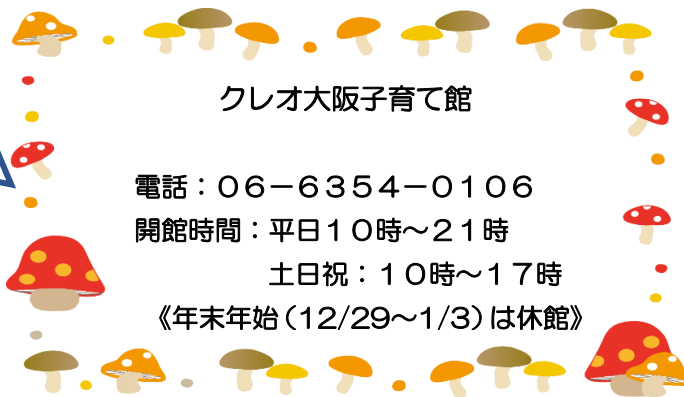 クレオ大阪子育て館
電話：０６－６３５４－０１０６
開館時間：平日１０時～２１時
土日祝：１０時～１７時
《年末年始（12/29～1/3）は休館》